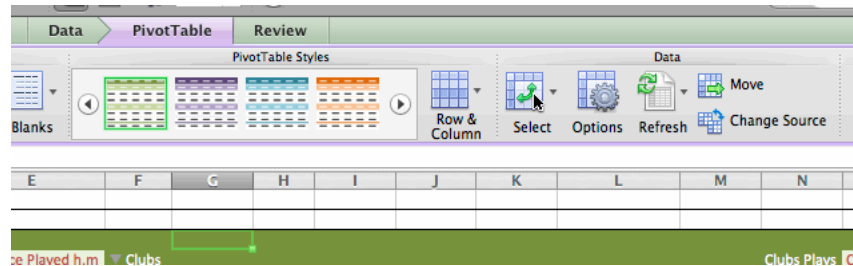 Data PivotTable Review
PivotTable Styles Data
Blanks Row & Column Select Options Refresh Move Change Source
E F G H I J K L M N
ce Played h.m Clubs Clubs Plays